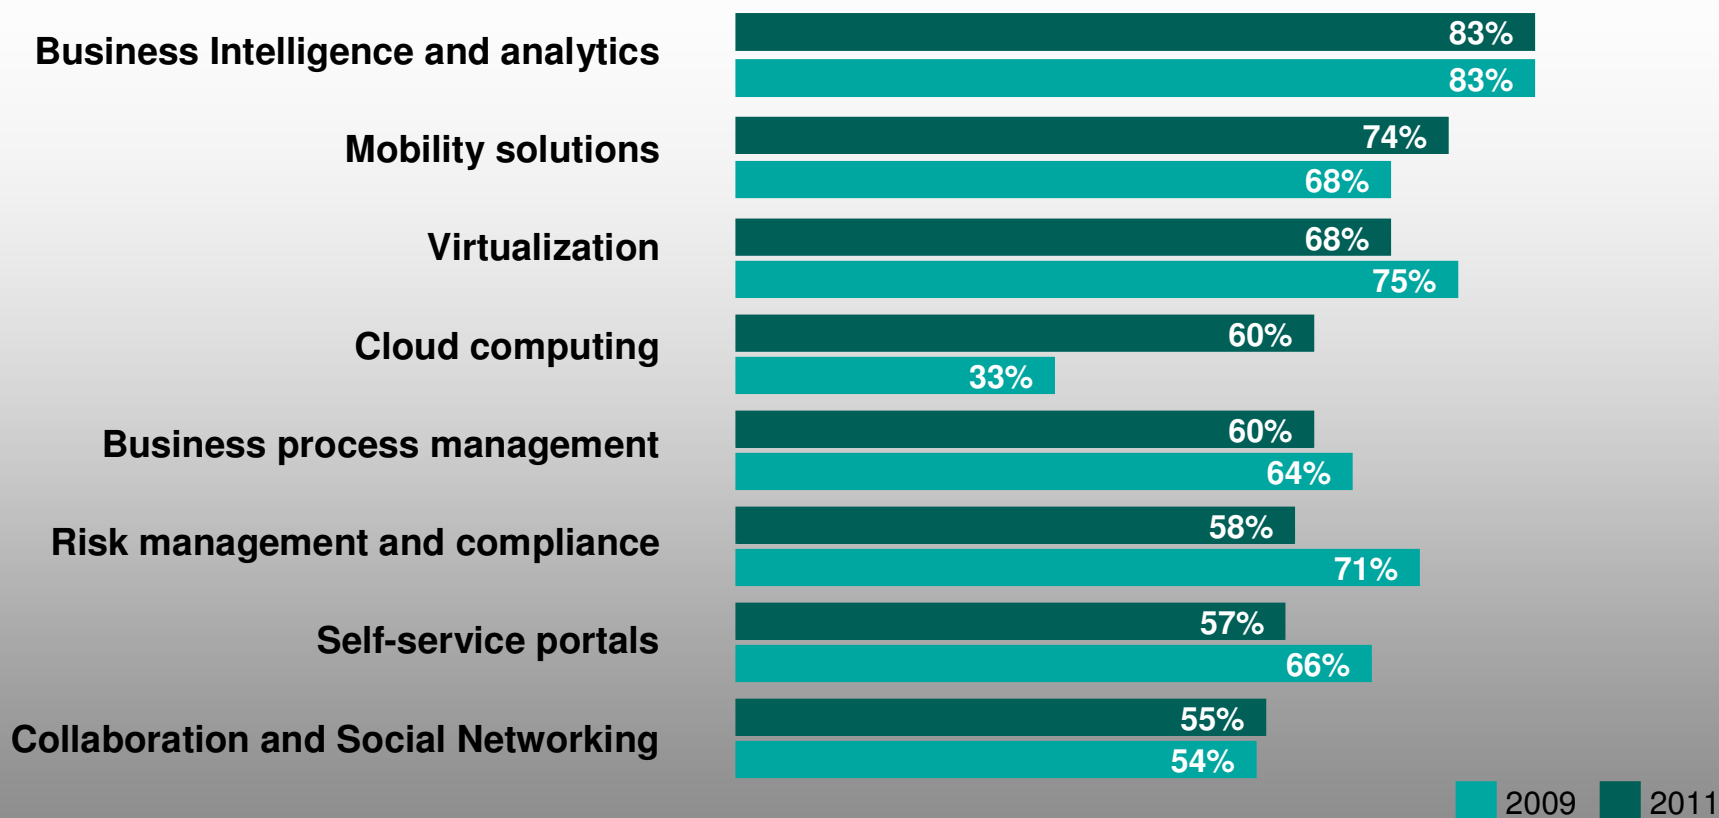 Business Intelligence and analytics
83%
83%
Mobility solutions
74%
68%
Virtualization
68%
75%
Cloud computing
60%
33%
Business process management
60%
64%
Risk management and compliance
58%
71%
Self-service portals
57%
66%
Collaboration and Social Networking
55%
54%
2009 2011